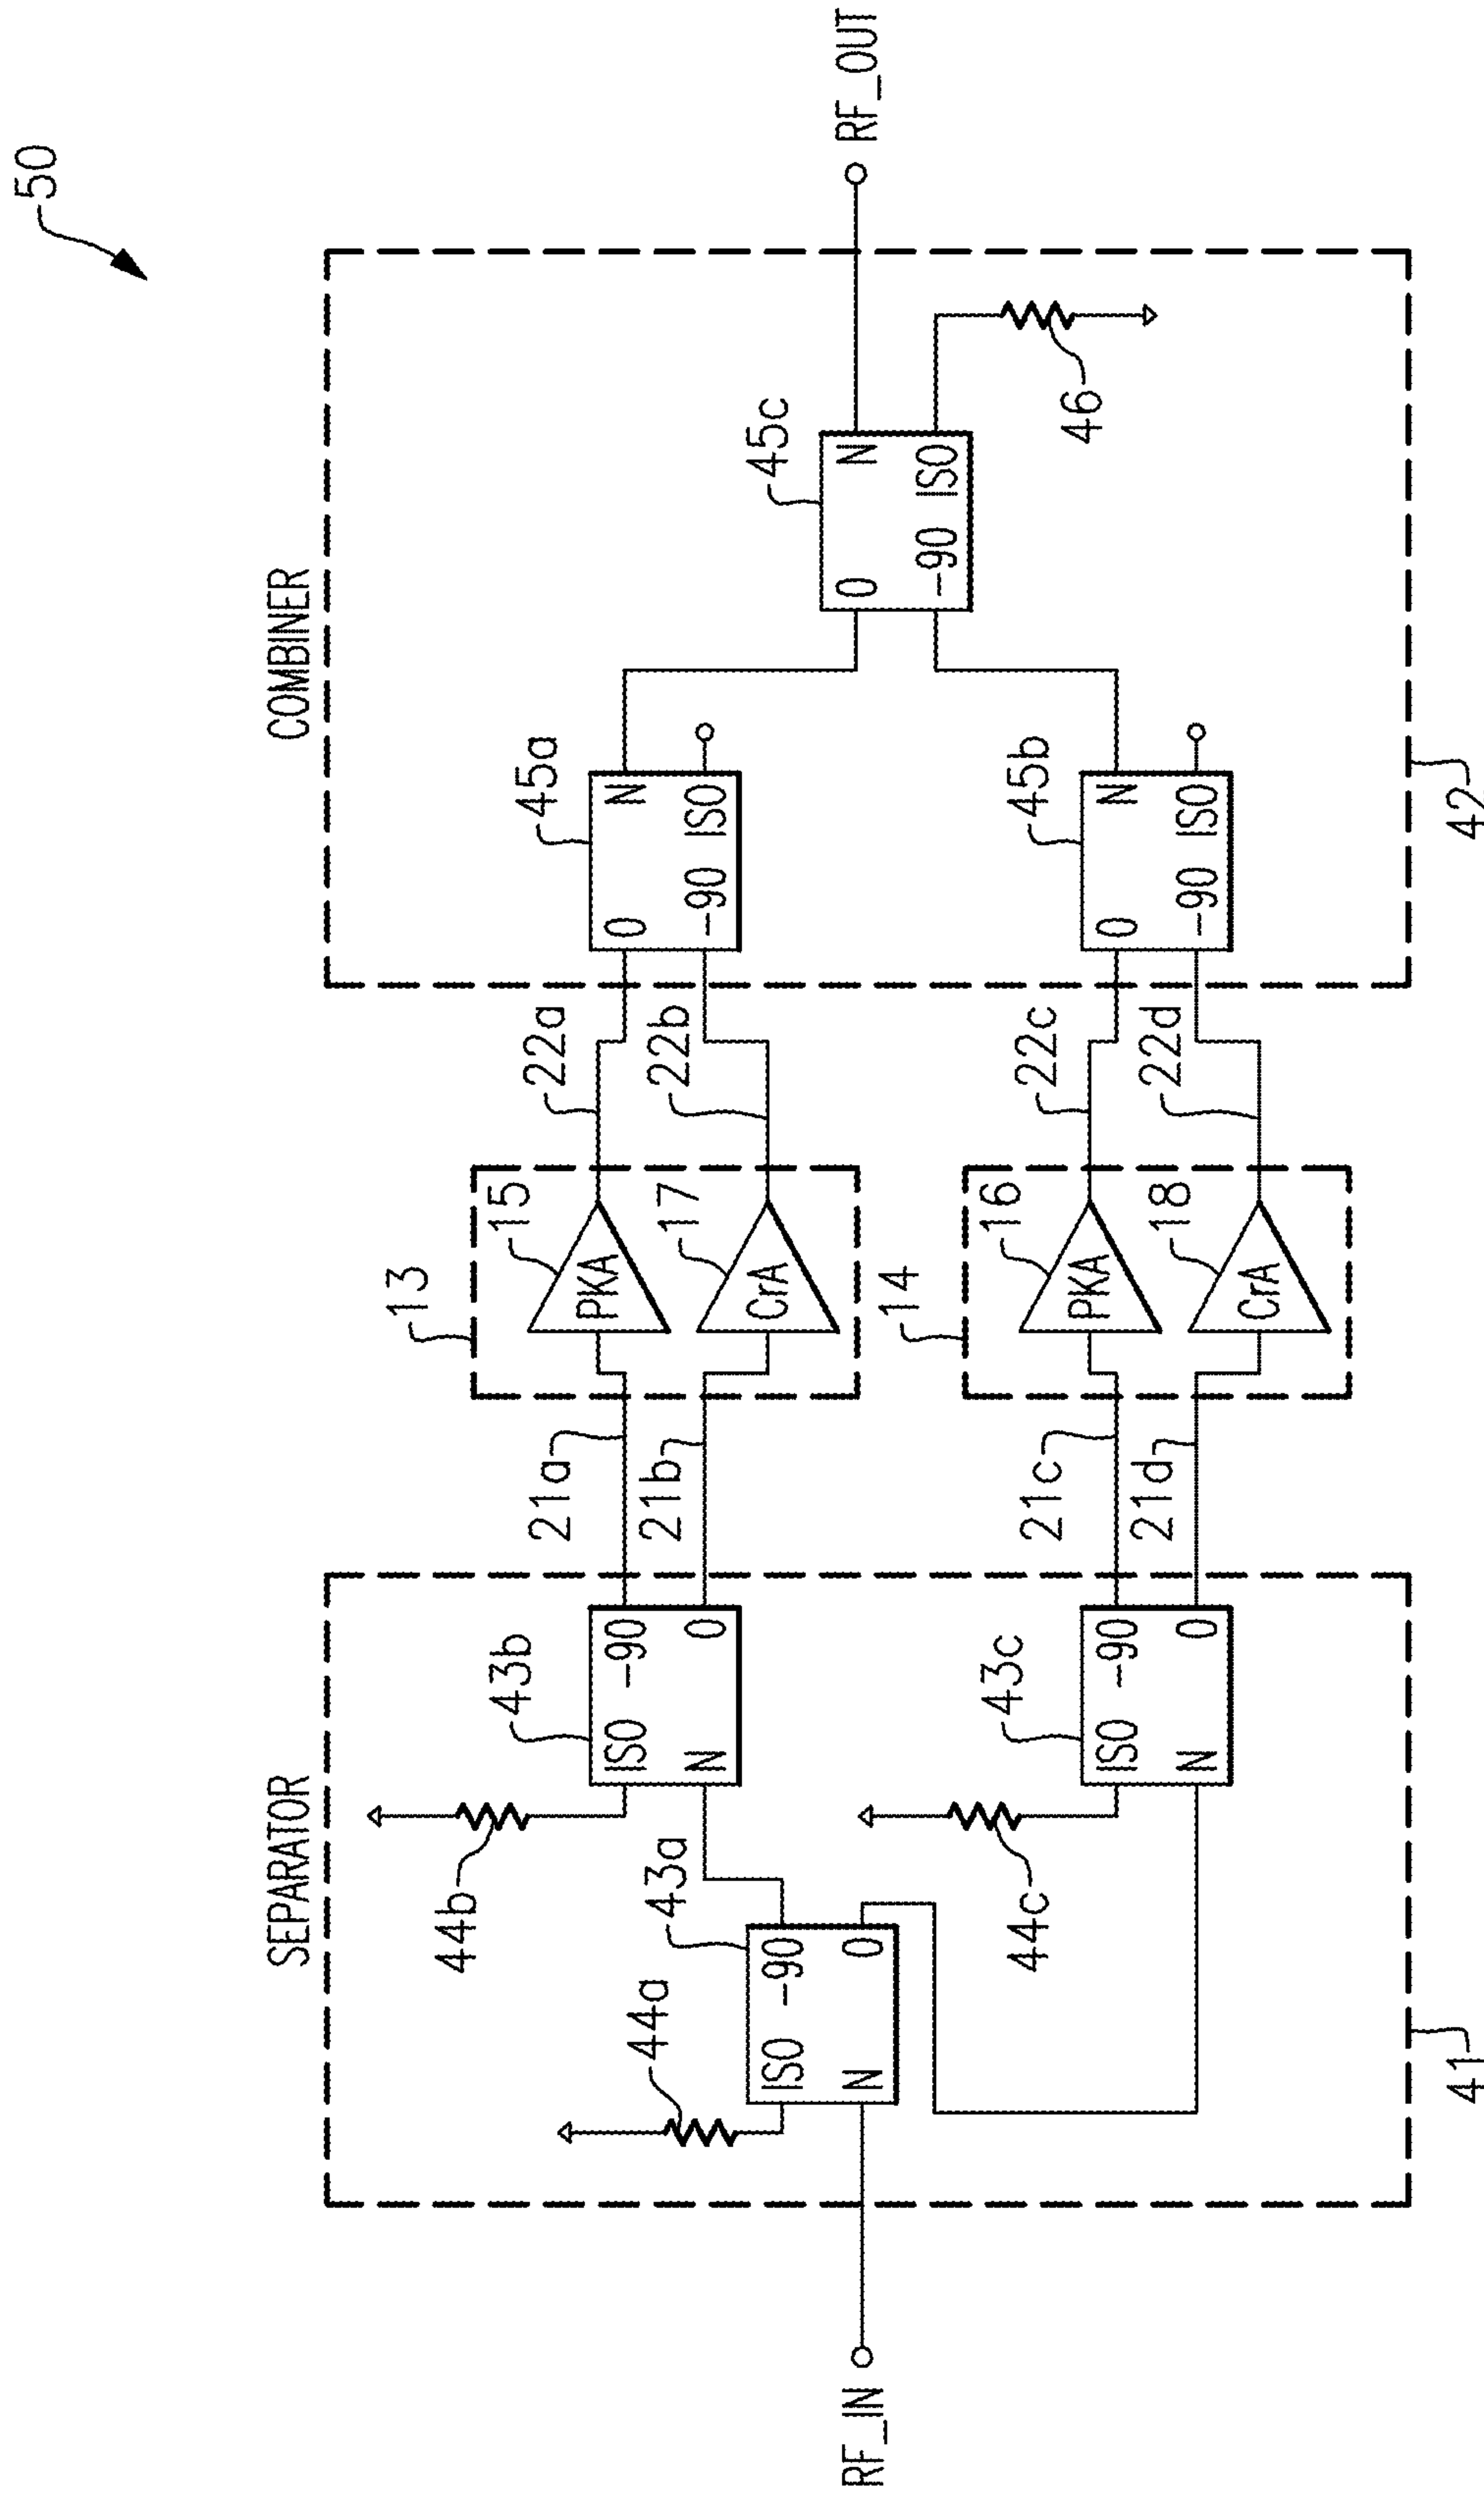 50
SEPARATOR
COMBINER
RF_IN
44a
ISO -90
N 0
43a
44b
ISO -90
N 0
43b
44c
ISO -90
N 0
43c
41
21a
21b
21c
21d
13
PKA
15
CrA
17
14
PKA
16
CrA
18
22a
22b
22c
22d
0 N
-90 ISO
45a
0 N
-90 ISO
45b
0 N
-90 ISO
45c
46
42
RF_OUT